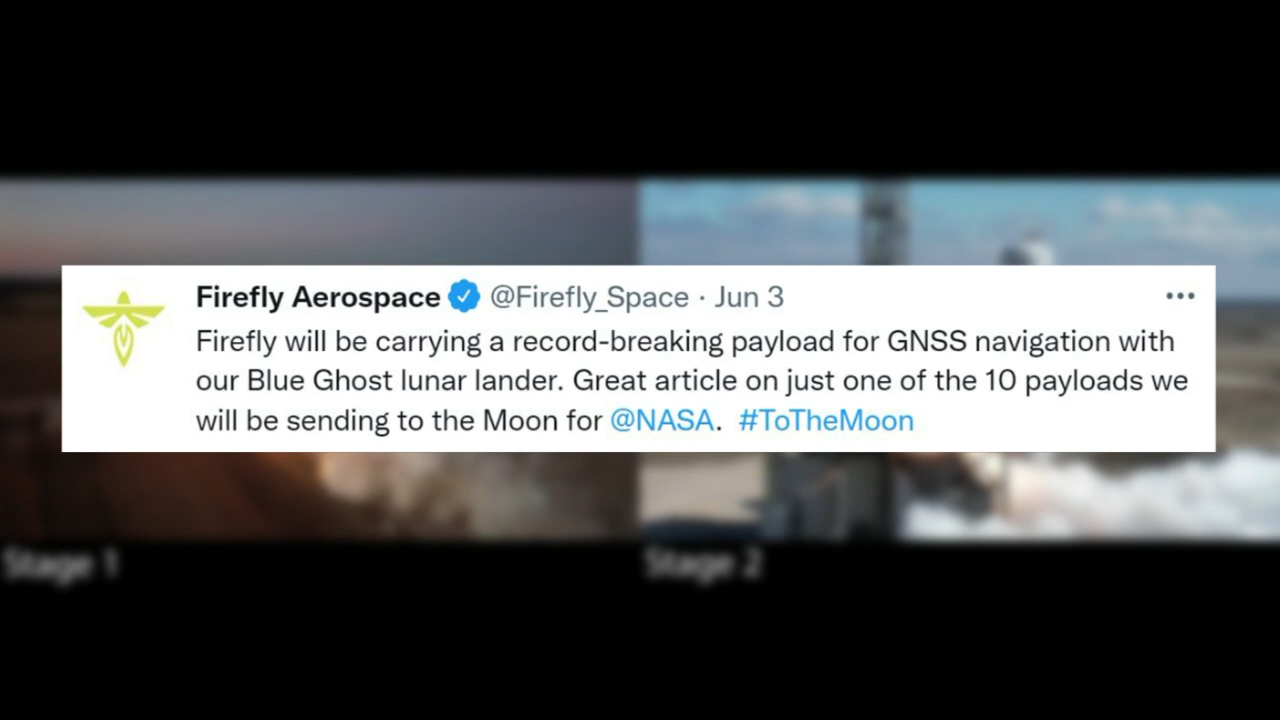 Firefly Aerospace @Firefly_Space · Jun 3
Firefly will be carrying a record-breaking payload for GNSS navigation with
our Blue Ghost lunar lander. Great article on just one of the 10 payloads we
will be sending to the Moon for @NASA. #ToTheMoon
Stage 1
Stage 2